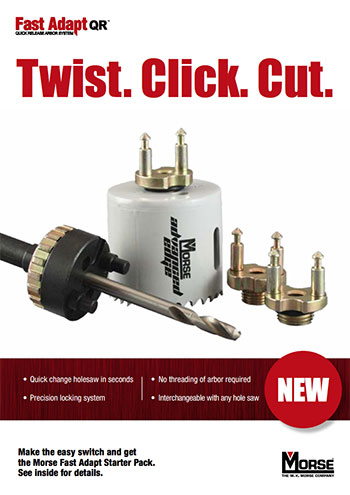 Fast Adapt QR™
QUICK RELEASE ARBOR SYSTEM
Twist. Click. Cut.
MORSE
advanced
edge
• Quick change holesaw in seconds
• Precision locking system
• No threading of arbor required
• Interchangeable with any hole saw
NEW
Make the easy switch and get
the Morse Fast Adapt Starter Pack.
See inside for details.
MORSE
THE M. K. MORSE COMPANY